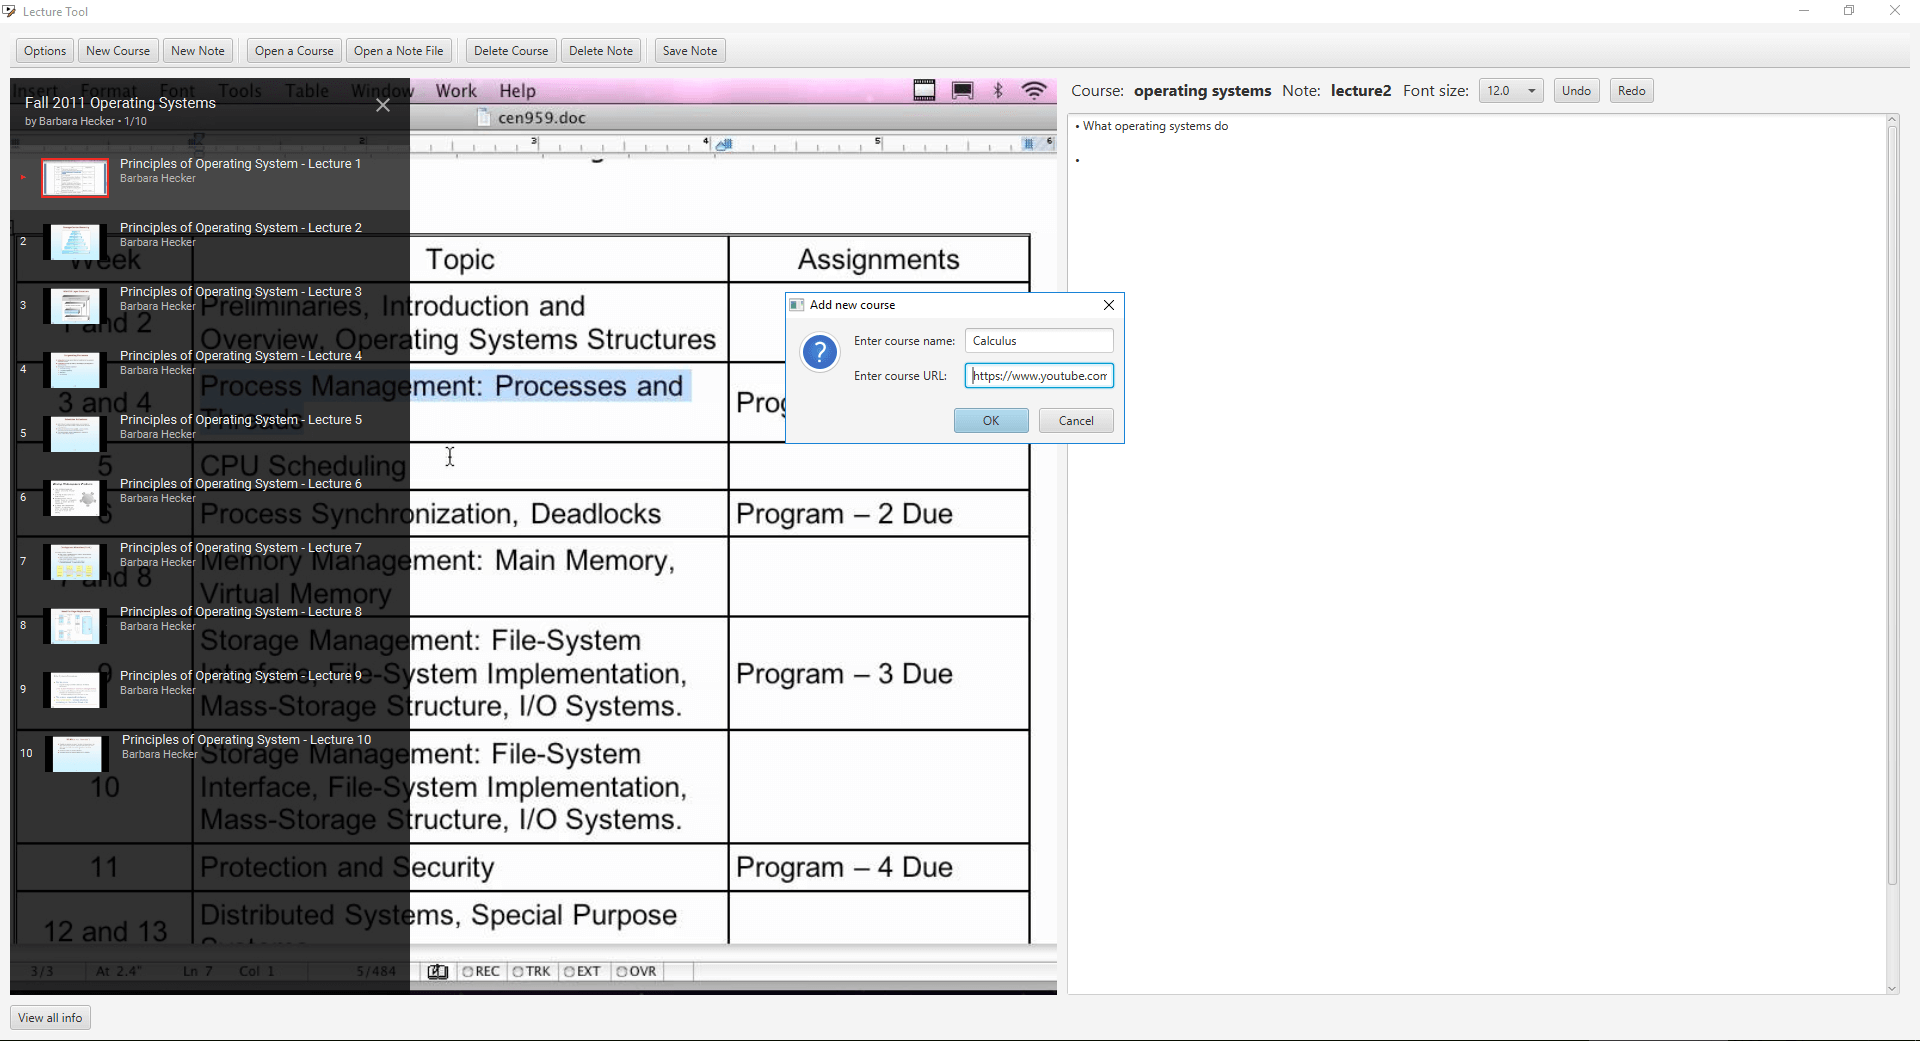 Lecture Tool
Options New Course New Note Open a Course Open a Note File Delete Course Delete Note Save Note
Insert Format Font Tools Table Window Work Help
Fall 2011 Operating Systems
by Barbara Hecker • 1/10
cen959.doc
Course: operating systems Note: lecture2 Font size: 12.0 Undo Redo
• What operating systems do
•
Principles of Operating System - Lecture 1
Barbara Hecker
2 Principles of Operating System - Lecture 2
Barbara Hecker
3 Principles of Operating System - Lecture 3
Barbara Hecker
4 Principles of Operating System - Lecture 4
Barbara Hecker
5 Principles of Operating System - Lecture 5
Barbara Hecker
6 Principles of Operating System - Lecture 6
Barbara Hecker
7 Principles of Operating System - Lecture 7
Barbara Hecker
8 Principles of Operating System - Lecture 8
Barbara Hecker
9 Principles of Operating System - Lecture 9
Barbara Hecker
10 Principles of Operating System - Lecture 10
Barbara Hecker
Week Topic Assignments
Preliminaries, Introduction and
Overview, Operating Systems Structures
3 and 4 Process Management: Processes and
Threads
5 CPU Scheduling
6 Process Synchronization, Deadlocks Program – 2 Due
7 and 8 Memory Management: Main Memory,
Virtual Memory
9 Storage Management: File-System
Interface, File-System Implementation,
Mass-Storage Structure, I/O Systems.
Program – 3 Due
10 Storage Management: File-System
Interface, File-System Implementation,
Mass-Storage Structure, I/O Systems.
11 Protection and Security Program – 4 Due
12 and 13 Distributed Systems, Special Purpose
3/3 At 2.4" Ln 7 Col 1 5/484 REC TRK EXT OVR
Add new course
Enter course name: Calculus
Enter course URL: https://www.youtube.com
OK Cancel
View all info